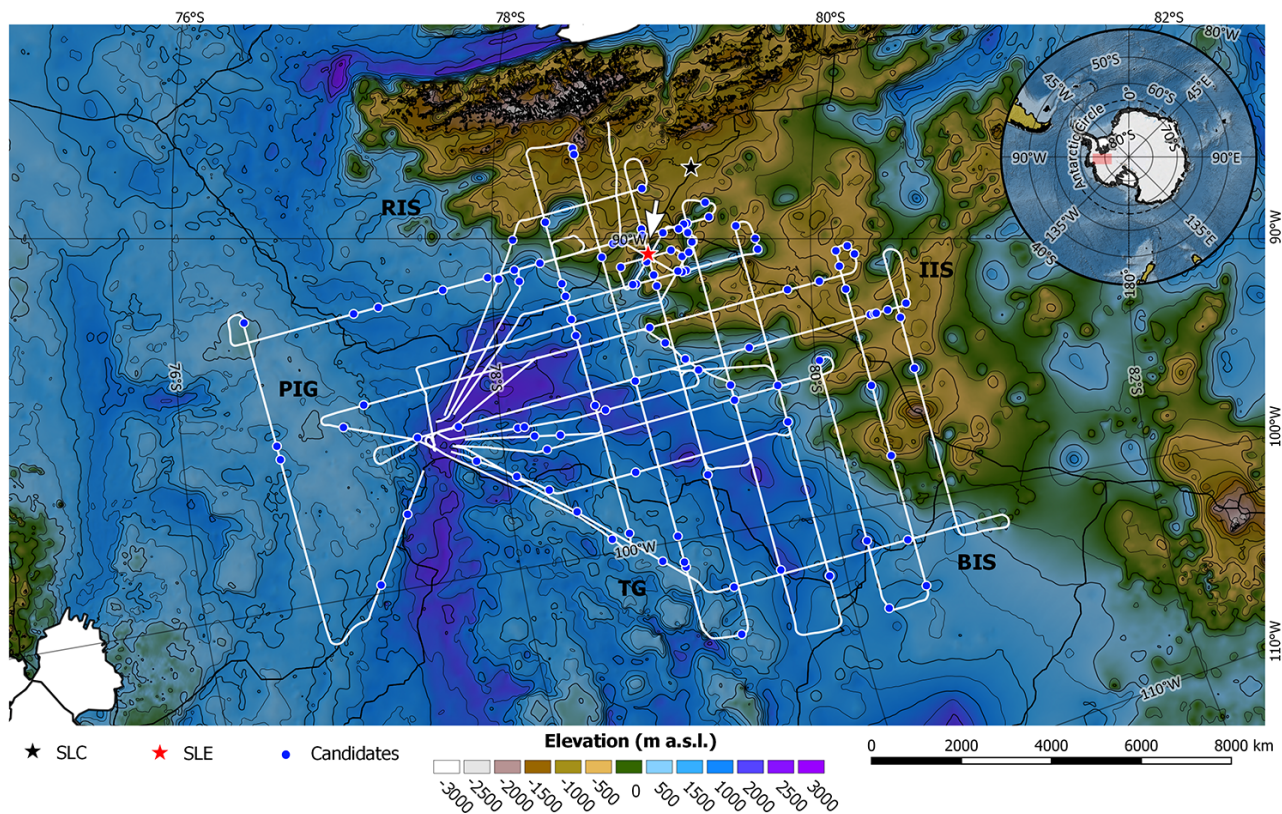 76°S 78°S 80°S 82°S
80°W
50°S
45°W 0° 60°S 45°E
Antarctic Circle 70°S
80°S
90°W 90°E
135°W 135°E
40°S 180°
RIS
90°W
90°W
IIS
76°S 78°S 80°S 82°S
PIG
100°W
100°W
TG
BIS
110°W
110°W
SLC SLE Candidates
Elevation (m a.s.l.)
-3000 -2500 -2000 -1500 -1000 -500 0 500 1500 1000 2000 2500 3000
0 2000 4000 6000 8000 km